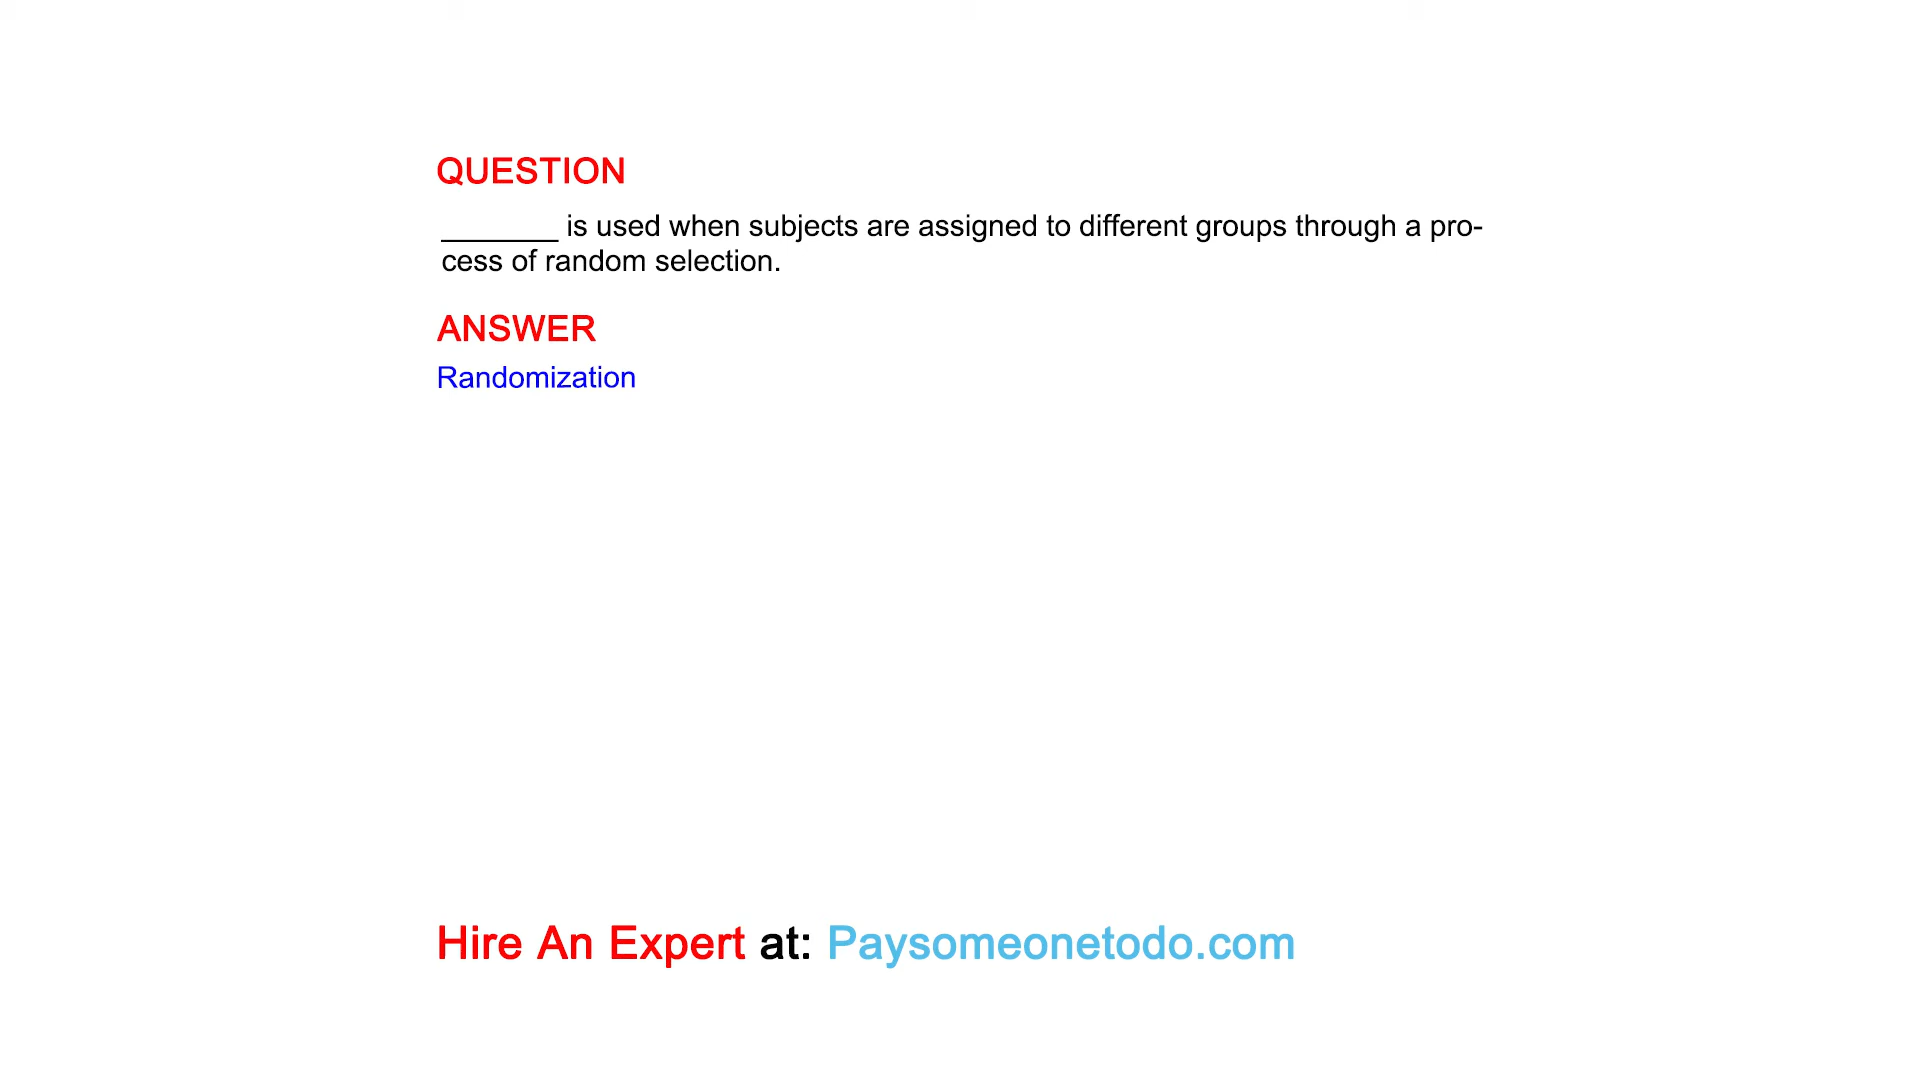 QUESTION
_______ is used when subjects are assigned to different groups through a pro-
cess of random selection.
ANSWER
Randomization
Hire An Expert at: Paysomeonetodo.com